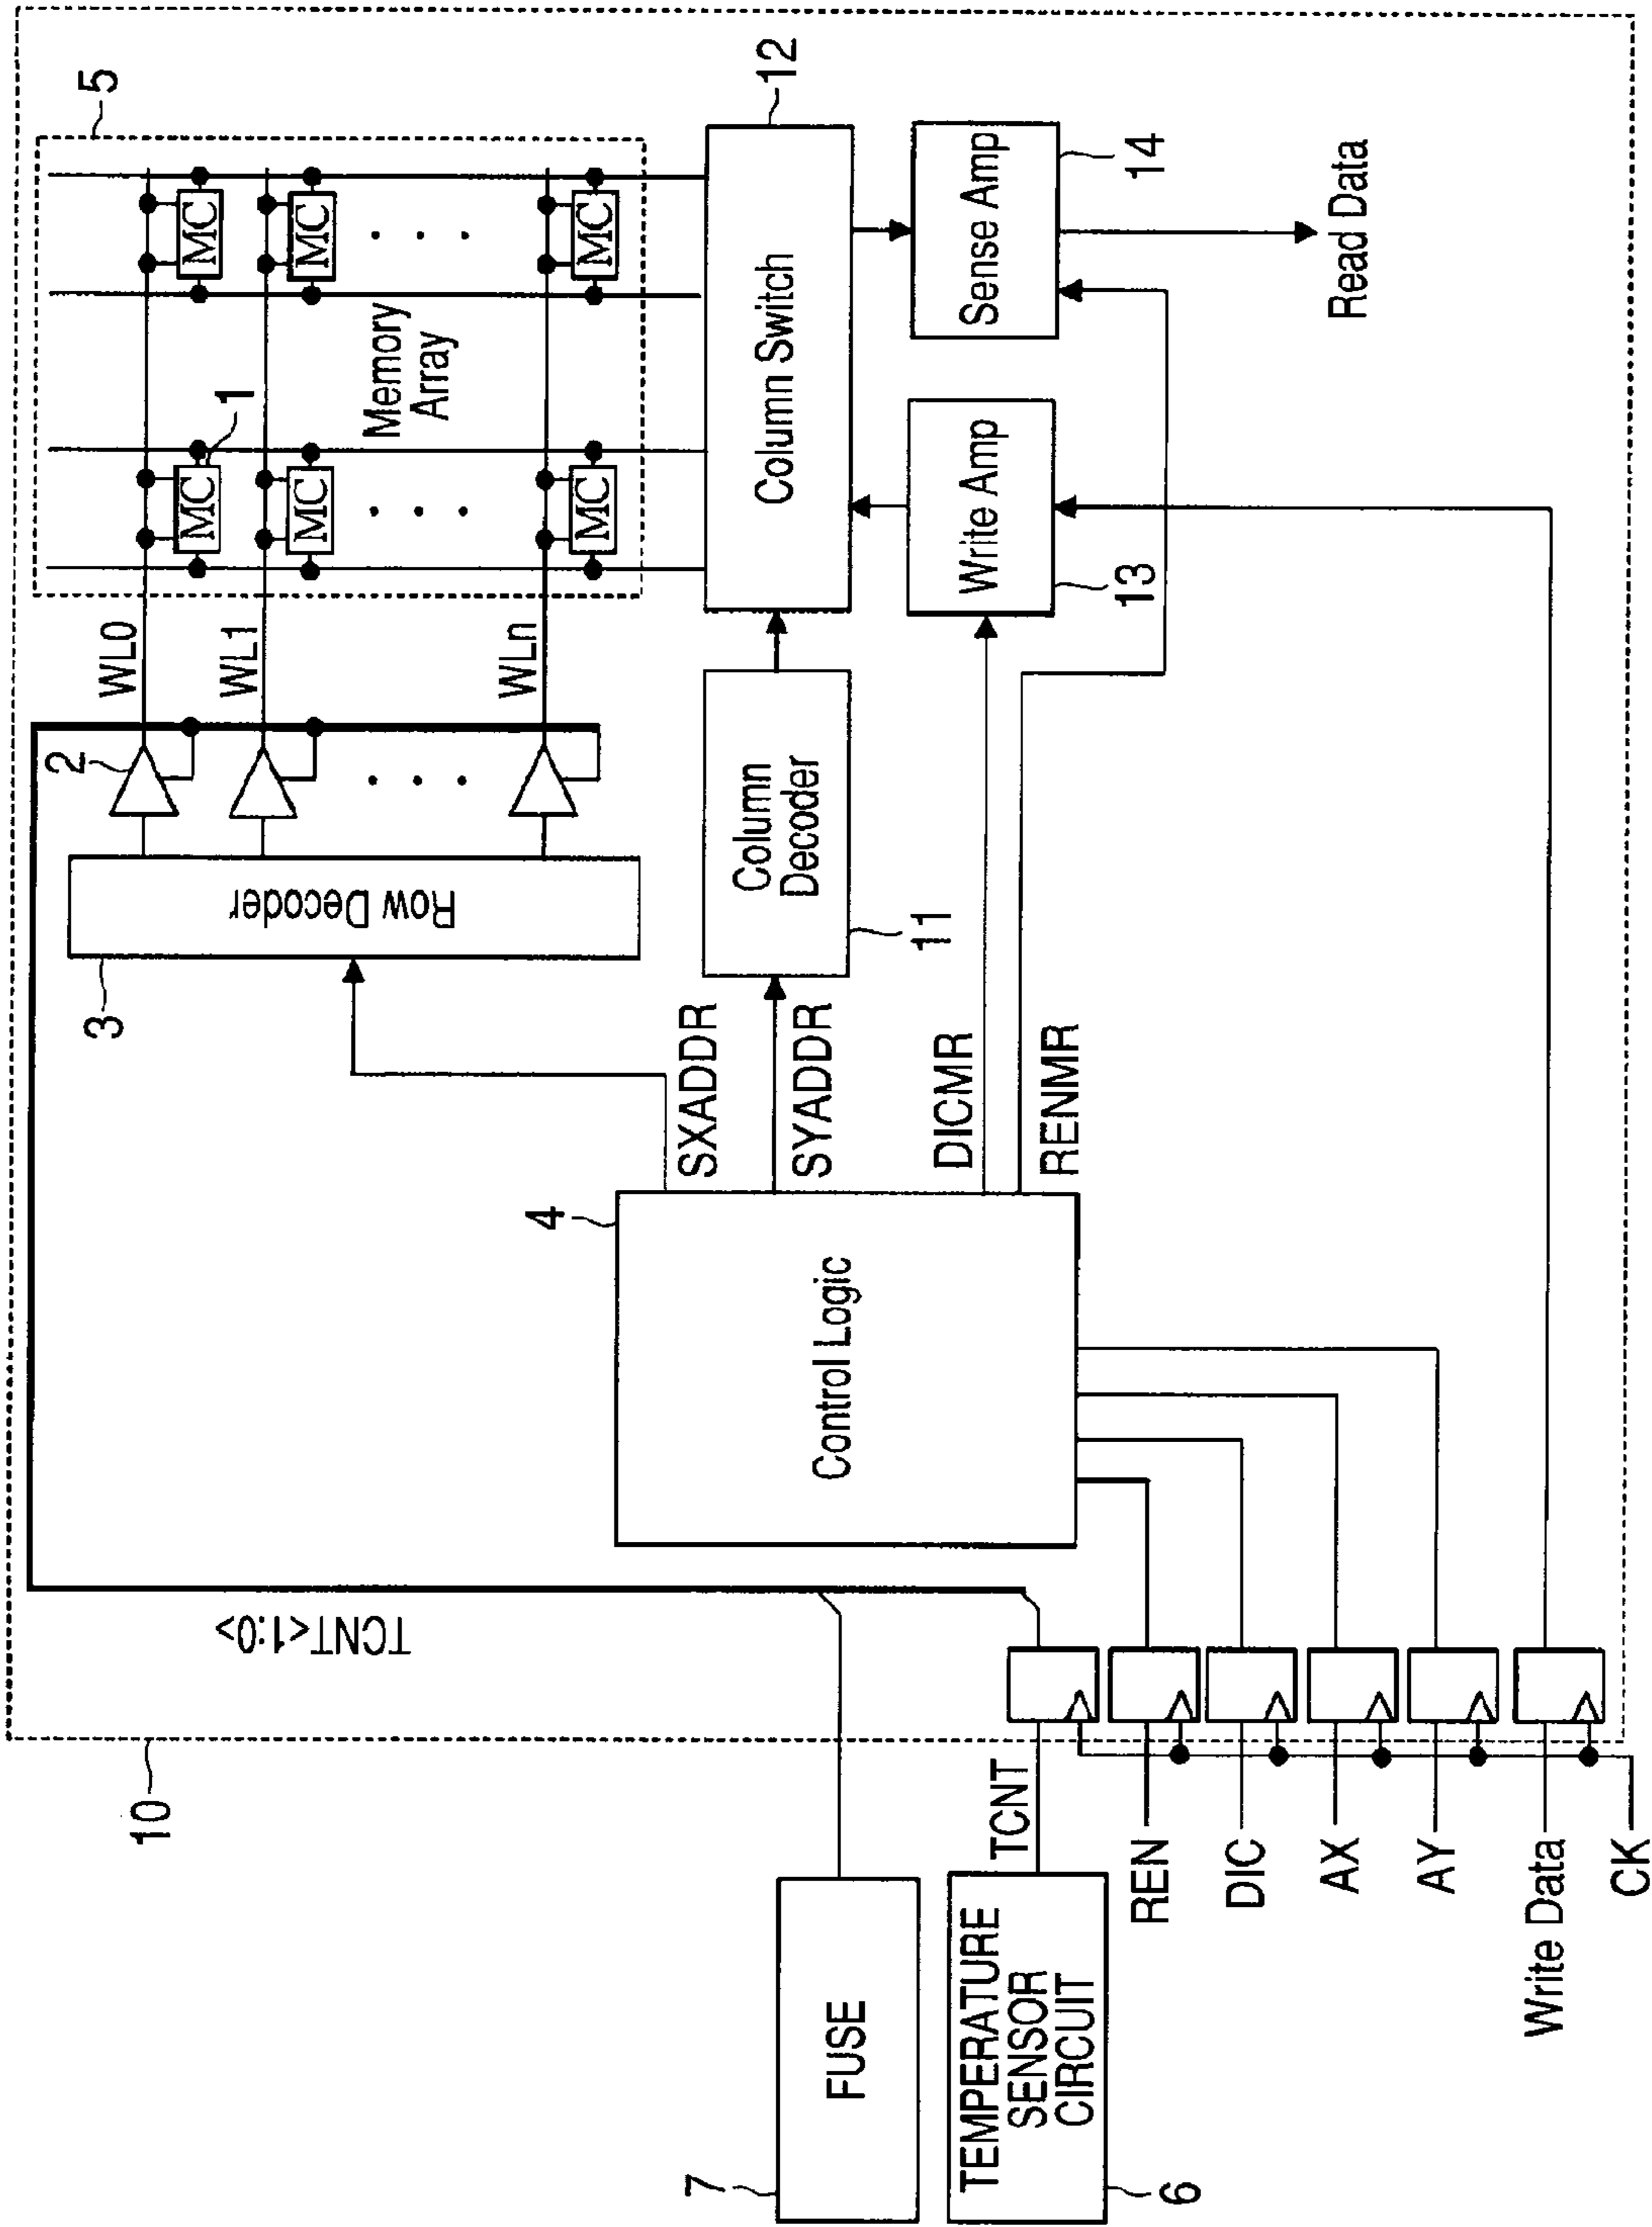 10
5
2
WL0
WL1
WLn
MC
MC
MC
MC
MC
MC
1
Memory
Array
3
Row Decoder
TCNT<1:0>
4
Control Logic
SXADDR
SYADDR
DICMR
RENMR
Column
Decoder
11
Column Switch
12
Write Amp
13
Sense Amp
14
Read Data
7
FUSE
TEMPERATURE
SENSOR
CIRCUIT
6
TCNT
REN
DIC
AX
AY
Write Data
CK